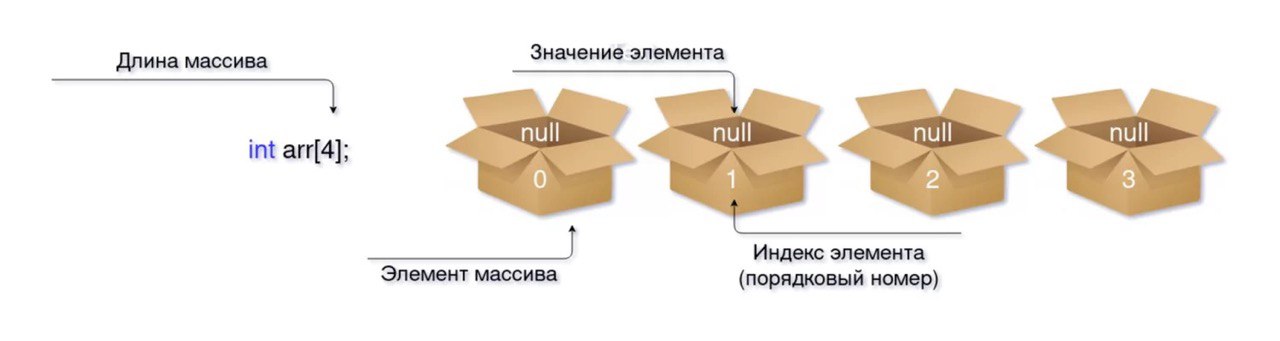 Длина массива
Значение элемента
int arr[4];
null null null null
0 1 2 3
Элемент массива
Индекс элемента
(порядковый номер)